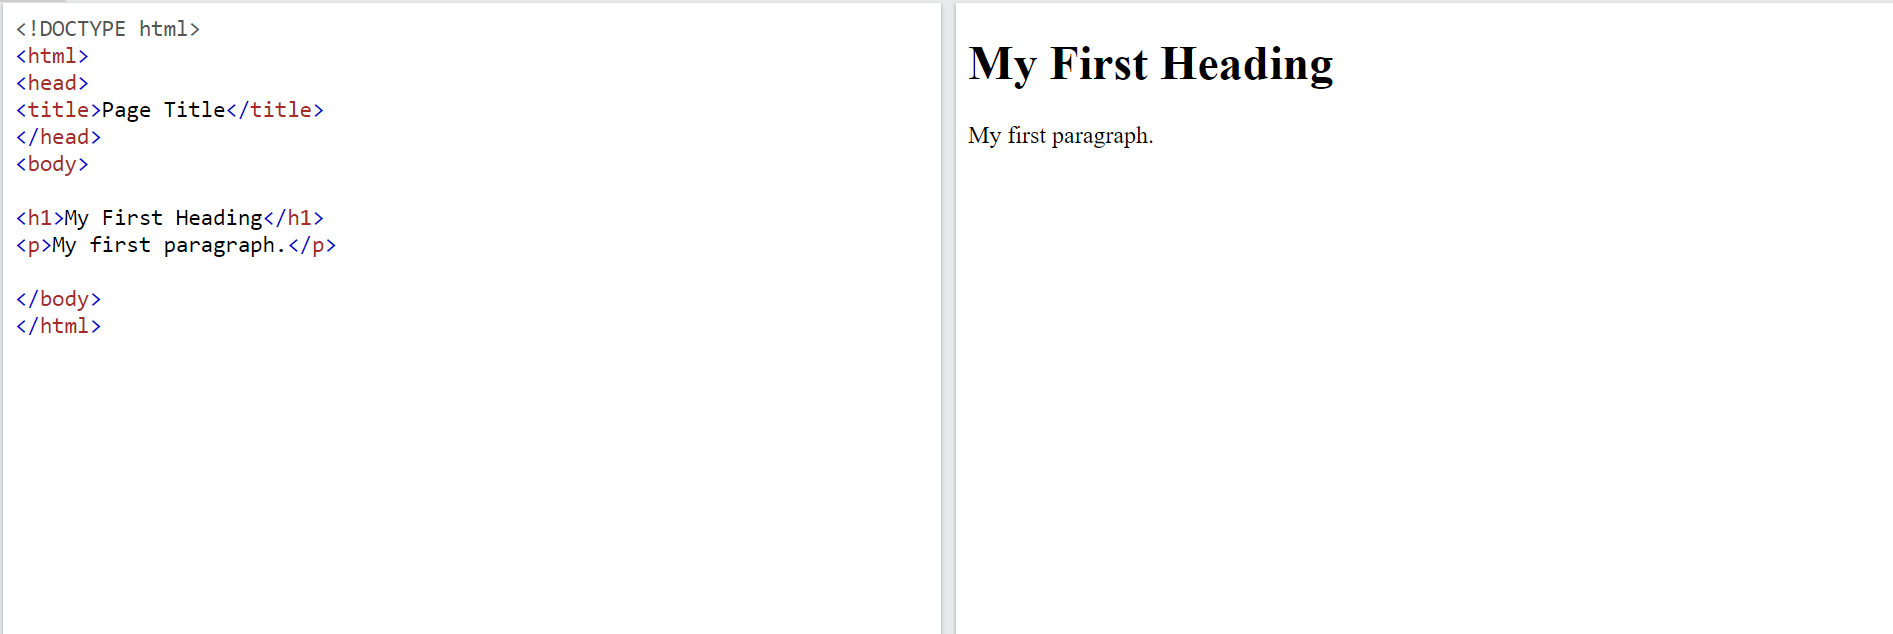 <!DOCTYPE html>
<html>
<head>
<title>Page Title</title>
</head>
<body>
<h1>My First Heading</h1>
<p>My first paragraph.</p>
</body>
</html>
My First Heading
My first paragraph.